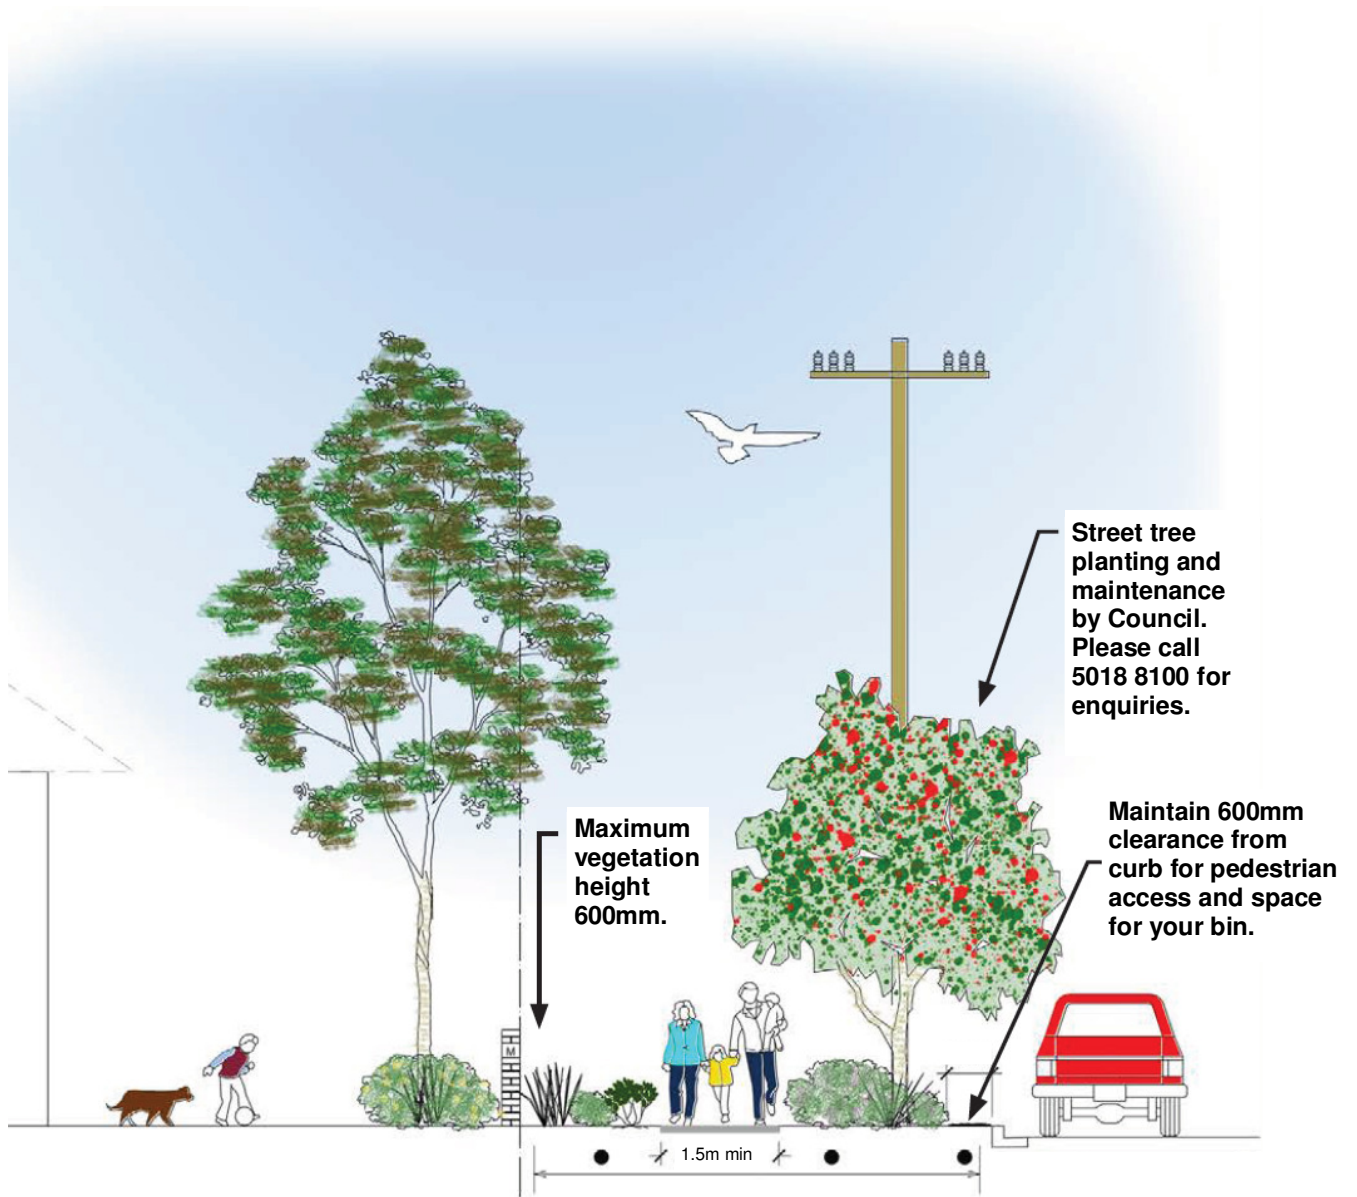 Street tree
planting and
maintenance
by Council.
Please call
5018 8100 for
enquiries.
Maximum
vegetation
height
600mm.
Maintain 600mm
clearance from
curb for pedestrian
access and space
for your bin.
M
1.5m min